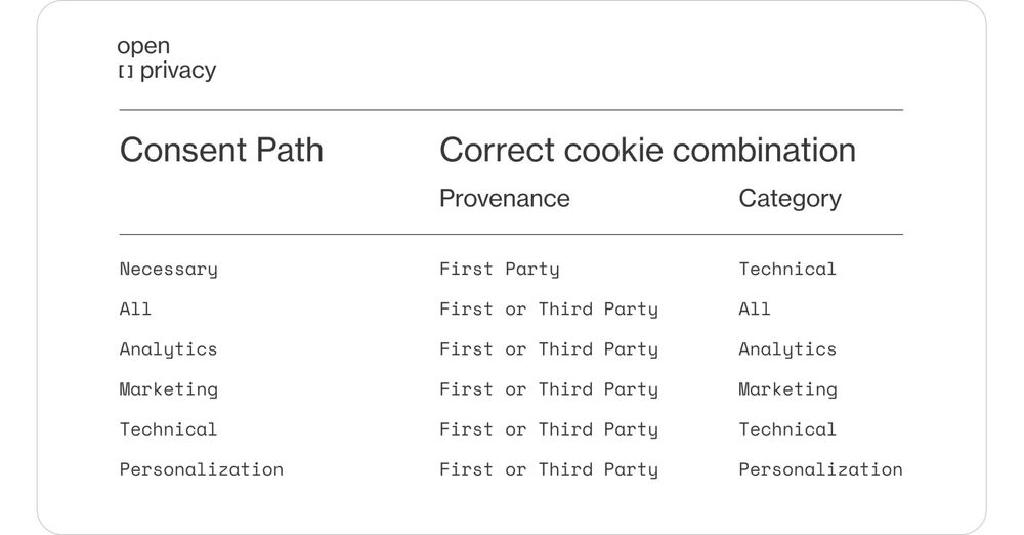 open
[] privacy
Consent Path Correct cookie combination
Provenance Category
Necessary First Party Technical
All First or Third Party All
Analytics First or Third Party Analytics
Marketing First or Third Party Marketing
Technical First or Third Party Technical
Personalization First or Third Party Personalization